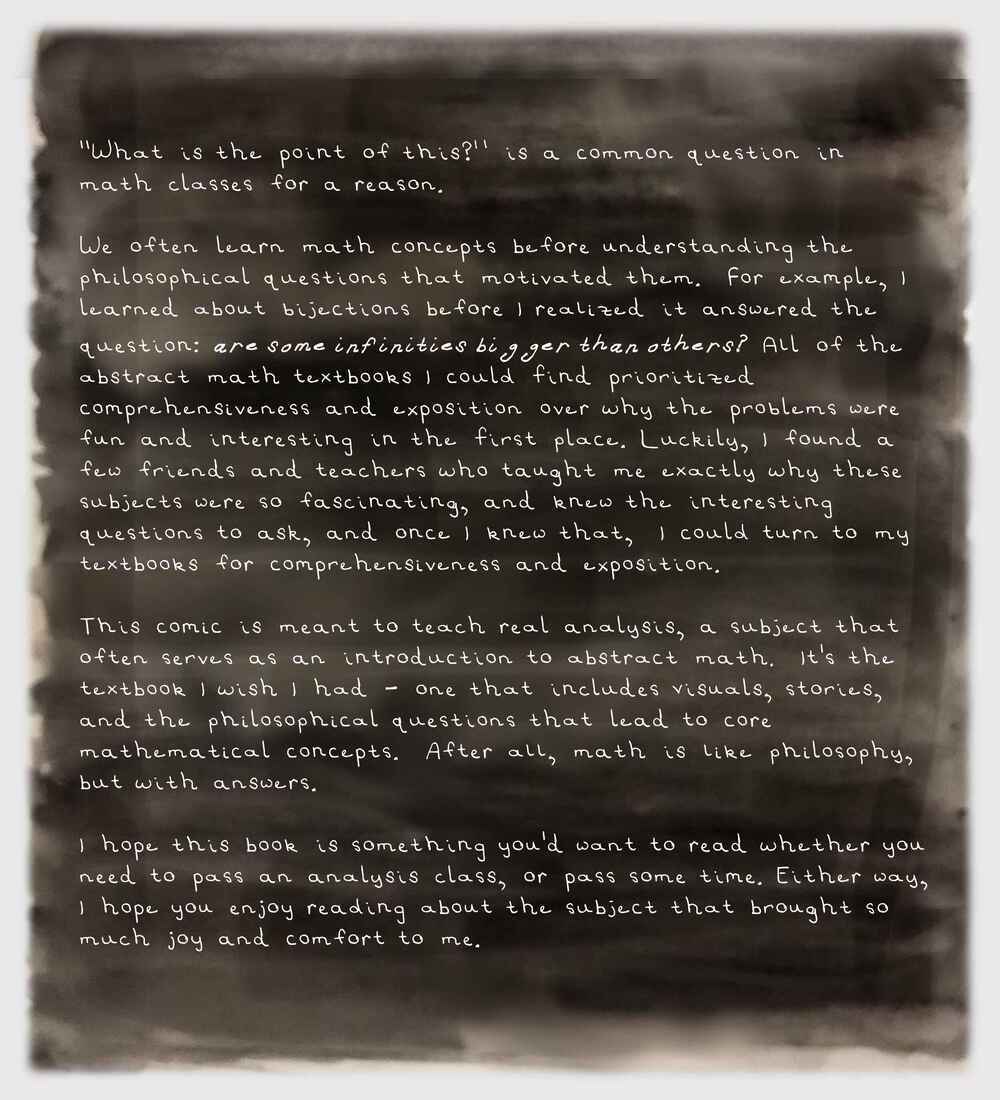 "What is the point of this?" is a common question in
math classes for a reason.
We often learn math concepts before understanding the
philosophical questions that motivated them. For example, I
learned about bijections before I realized it answered the
question: are some infinities bigger than others? All of the
abstract math textbooks I could find prioritized
comprehensiveness and exposition over why the problems were
fun and interesting in the first place. Luckily, I found a
few friends and teachers who taught me exactly why these
subjects were so fascinating, and knew the interesting
questions to ask, and once I knew that, I could turn to my
textbooks for comprehensiveness and exposition.
This comic is meant to teach real analysis, a subject that
often serves as an introduction to abstract math. It's the
textbook I wish I had - one that includes visuals, stories,
and the philosophical questions that lead to core
mathematical concepts. After all, math is like philosophy,
but with answers.
I hope this book is something you'd want to read whether you
need to pass an analysis class, or pass some time. Either way,
I hope you enjoy reading about the subject that brought so
much joy and comfort to me.